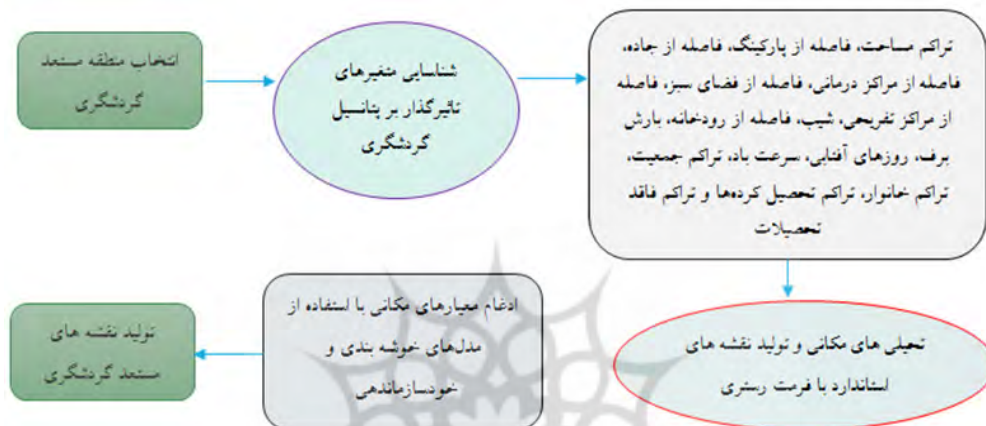 انتخاب منطقه مستعد
گردشگری
شناسایی متغیرهای
تاثیرگذار بر پتانسیل
گردشگری
تراکم مساحت، فاصله از پارکینگ، فاصله از جاده،
فاصله از مراکز درمانی، فاصله از فضای سبز، فاصله
از مراکز تفریحی، شیب، فاصله از رودخانه، بارش
برف، روزهای آفتابی، سرعت باد، تراکم جمعیت،
تراکم خانوار، تراکم تحصیل کرده‌ها و تراکم فاقد
تحصیلات
تحیلی های مکانی و تولید نقشه های
استاندارد با فرمت رستری
ادغام معیارهای مکانی با استفاده از
مدل‌های خوشه بندی و
خودسازماندهی
تولید نقشه های
مستعد گردشگری